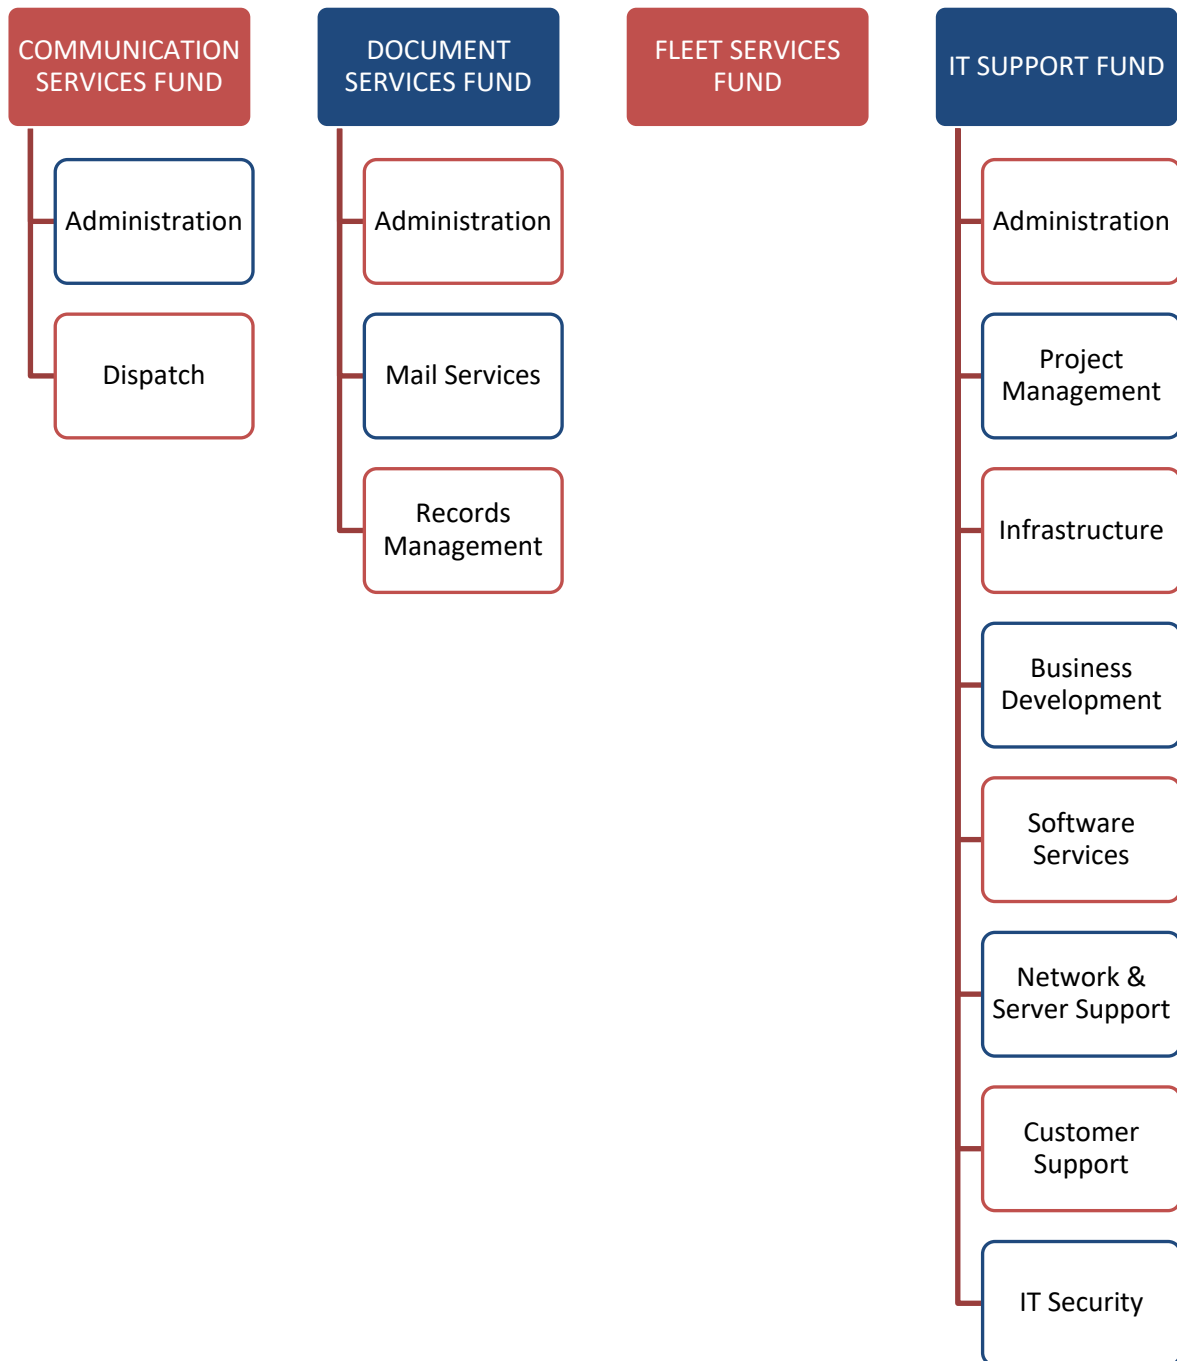 COMMUNICATION
SERVICES FUND
Administration
Dispatch
DOCUMENT
SERVICES FUND
Administration
Mail Services
Records
Management
FLEET SERVICES
FUND
IT SUPPORT FUND
Administration
Project
Management
Infrastructure
Business
Development
Software
Services
Network &
Server Support
Customer
Support
IT Security